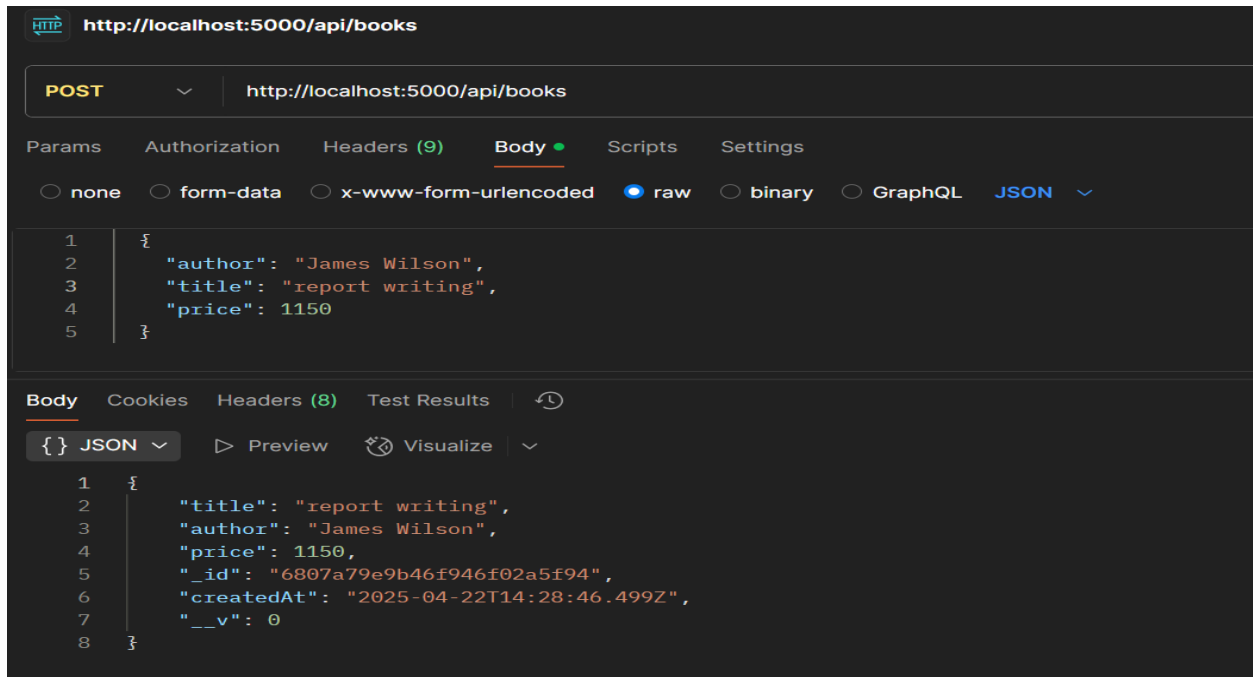 HTTP http://localhost:5000/api/books
POST http://localhost:5000/api/books
Params Authorization Headers (9) Body Scripts Settings
none form-data x-www-form-urlencoded raw binary GraphQL JSON
1 {
2 "author": "James Wilson",
3 "title": "report writing",
4 "price": 1150
5 }
Body Cookies Headers (8) Test Results
{} JSON Preview Visualize
1 {
2 "title": "report writing",
3 "author": "James Wilson",
4 "price": 1150,
5 "_id": "6807a79e9b46f946f02a5f94",
6 "createdAt": "2025-04-22T14:28:46.499Z",
7 "__v": 0
8 }